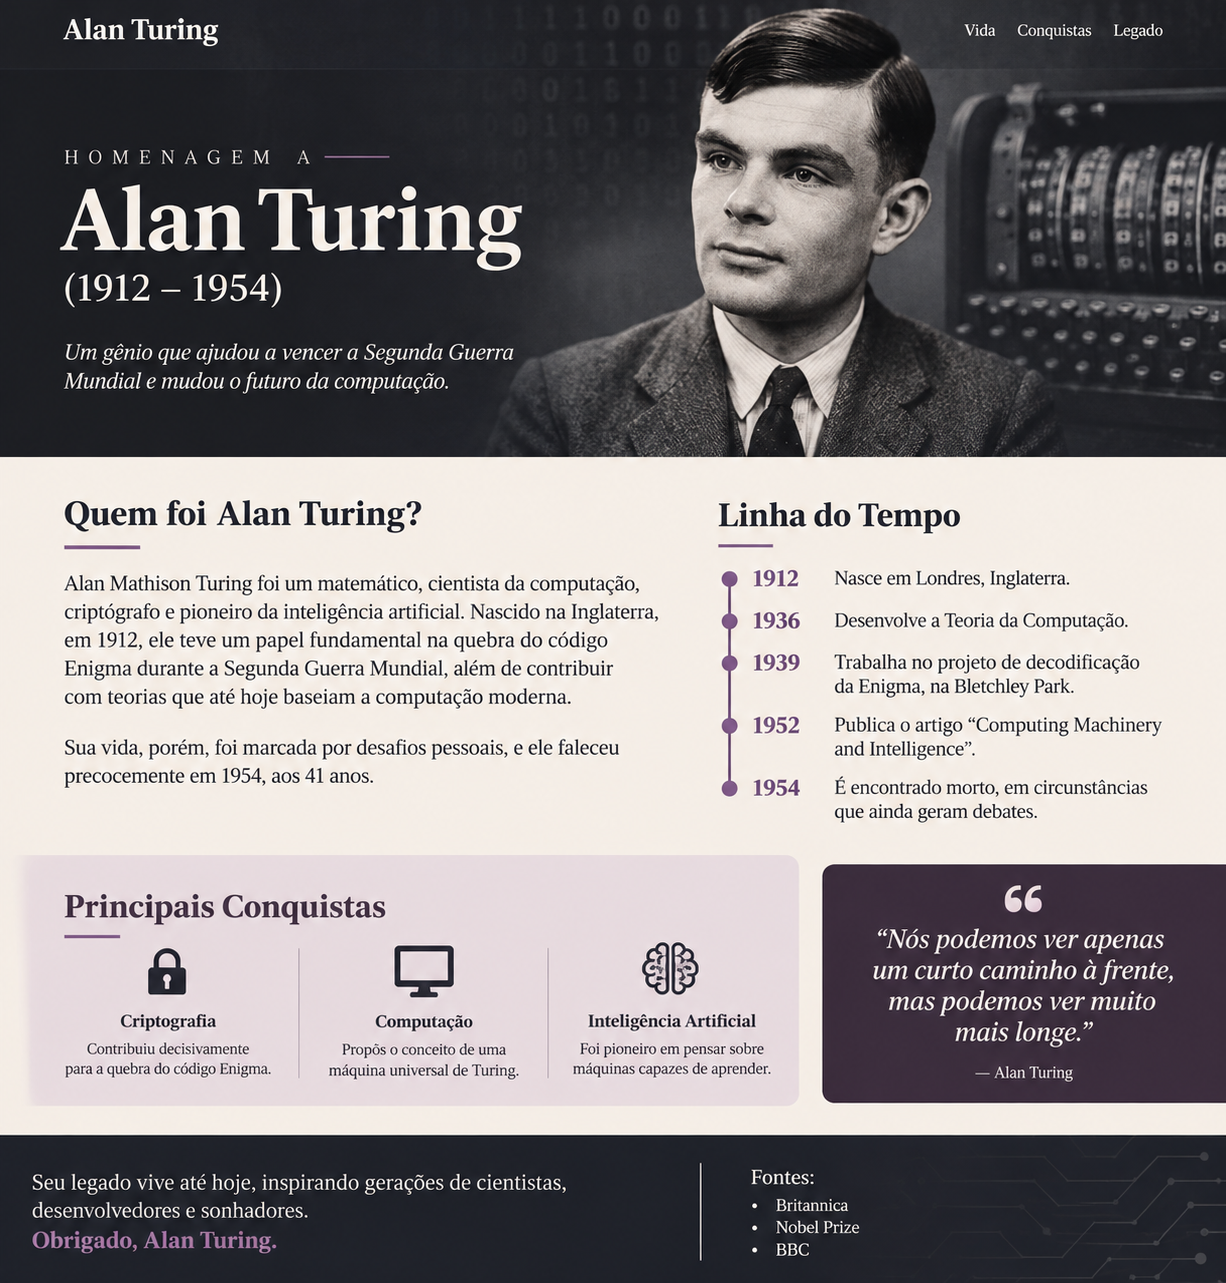 Alan Turing
Vida Conquistas Legado
HOMENAGEM A
Alan Turing
(1912 – 1954)
Um gênio que ajudou a vencer a Segunda Guerra
Mundial e mudou o futuro da computação.
Quem foi Alan Turing?
Alan Mathison Turing foi um matemático, cientista da computação,
criptógrafo e pioneiro da inteligência artificial. Nascido na Inglaterra,
em 1912, ele teve um papel fundamental na quebra do código
Enigma durante a Segunda Guerra Mundial, além de contribuir
com teorias que até hoje baseiam a computação moderna.
Sua vida, porém, foi marcada por desafios pessoais, e ele faleceu
precocemente em 1954, aos 41 anos.
Linha do Tempo
1912 Nasce em Londres, Inglaterra.
1936 Desenvolve a Teoria da Computação.
1939 Trabalha no projeto de decodificação
da Enigma, na Bletchley Park.
1952 Publica o artigo “Computing Machinery
and Intelligence”.
1954 É encontrado morto, em circunstâncias
que ainda geram debates.
Principais Conquistas
Criptografia
Contribuiu decisivamente
para a quebra do código Enigma.
Computação
Propôs o conceito de uma
máquina universal de Turing.
Inteligência Artificial
Foi pioneiro em pensar sobre
máquinas capazes de aprender.
“Nós podemos ver apenas
um curto caminho à frente,
mas podemos ver muito
mais longe.”
— Alan Turing
Seu legado vive até hoje, inspirando gerações de cientistas,
desenvolvedores e sonhadores.
Obrigado, Alan Turing.
Fontes:
• Britannica
• Nobel Prize
• BBC